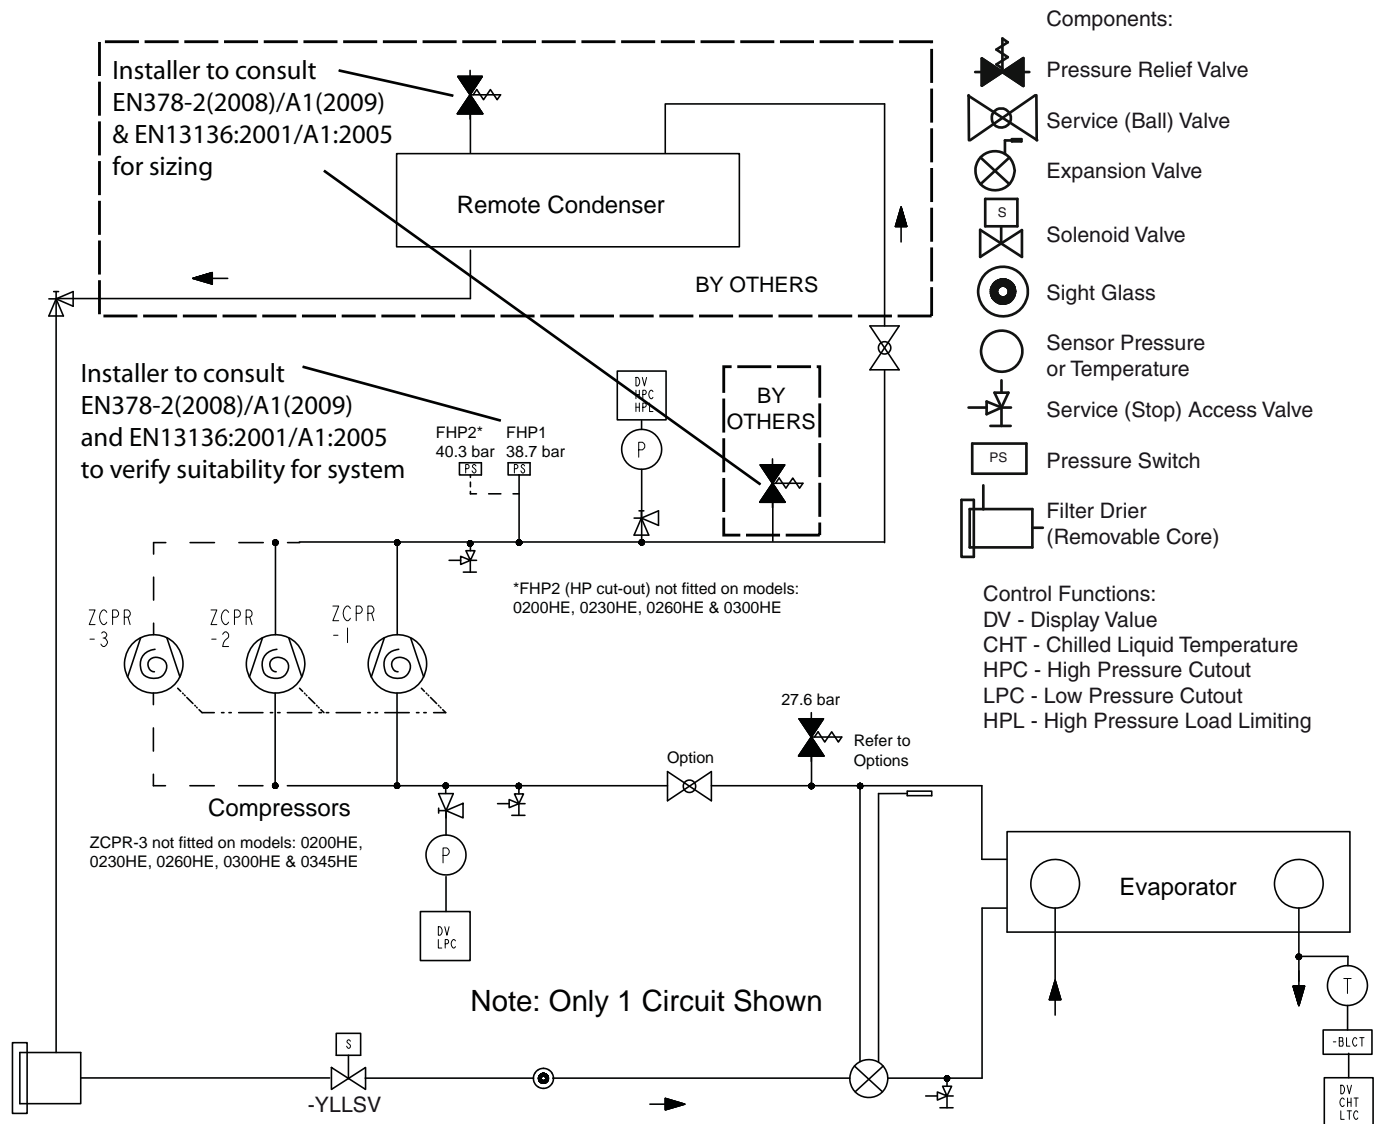 Components:
Installer to consult
EN378-2(2008)/A1(2009)
& EN13136:2001/A1:2005
for sizing
Pressure Relief Valve
Service (Ball) Valve
Expansion Valve
Remote Condenser
S
Solenoid Valve
BY OTHERS
Sight Glass
Sensor Pressure
or Temperature
Installer to consult
EN378-2(2008)/A1(2009)
and EN13136:2001/A1:2005
to verify suitability for system
DV
HPC
HPL
BY
OTHERS
Service (Stop) Access Valve
FHP2*
40.3 bar
PS
FHP1
38.7 bar
PS
P
PS
Pressure Switch
Filter Drier
(Removable Core)
*FHP2 (HP cut-out) not fitted on models:
0200HE, 0230HE, 0260HE & 0300HE
Control Functions:
DV - Display Value
CHT - Chilled Liquid Temperature
HPC - High Pressure Cutout
LPC - Low Pressure Cutout
HPL - High Pressure Load Limiting
ZCPR
-3
ZCPR
-2
ZCPR
-1
27.6 bar
Option
Refer to
Options
Compressors
ZCPR-3 not fitted on models: 0200HE,
0230HE, 0260HE, 0300HE & 0345HE
P
DV
LPC
Evaporator
Note: Only 1 Circuit Shown
T
-BLCT
DV
CHT
LTC
S
-YLLSV